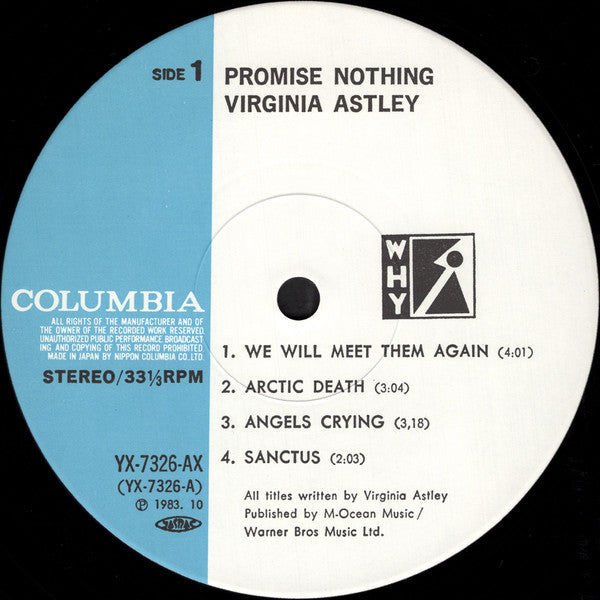 SIDE 1
PROMISE NOTHING
VIRGINIA ASTLEY
WHY
COLUMBIA
ALL RIGHTS OF THE MANUFACTURER AND OF
THE OWNER OF THE RECORDED WORK RESERVED.
UNAUTHORIZED PUBLIC PERFORMANCE BROADCAST
ING AND COPYING OF THIS RECORD PROHIBITED.
MADE IN JAPAN BY NIPPON COLUMBIA CO. LTD.
STEREO/33⅓RPM
1. WE WILL MEET THEM AGAIN (4:01)
2. ARCTIC DEATH (3:04)
3. ANGELS CRYING (3,18)
4. SANCTUS (2:03)
YX-7326-AX
(YX-7326-A)
℗ 1983. 10
JASRAC
All titles written by Virginia Astley
Published by M-Ocean Music/
Warner Bros Music Ltd.